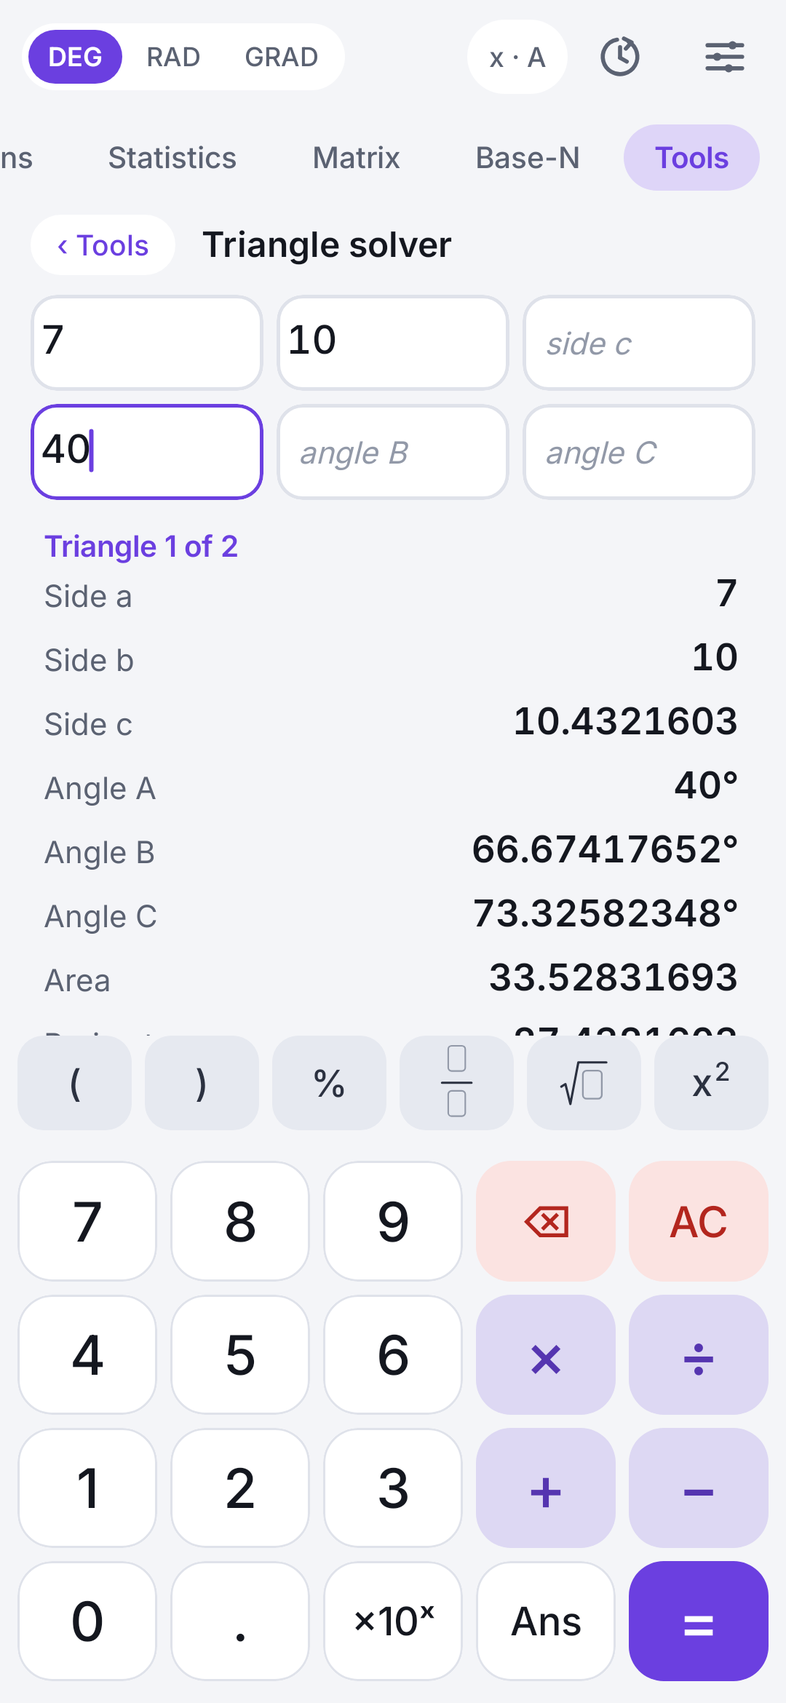 DEG RAD GRAD x · A
ns Statistics Matrix Base-N Tools
‹ Tools Triangle solver
7 10 side c
40 angle B angle C
Triangle 1 of 2
Side a 7
Side b 10
Side c 10.4321603
Angle A 40°
Angle B 66.67417652°
Angle C 73.32582348°
Area 33.52831693
( ) % √ x²
7 8 9 AC
4 5 6 × ÷
1 2 3 + −
0 . ×10ˣ Ans =